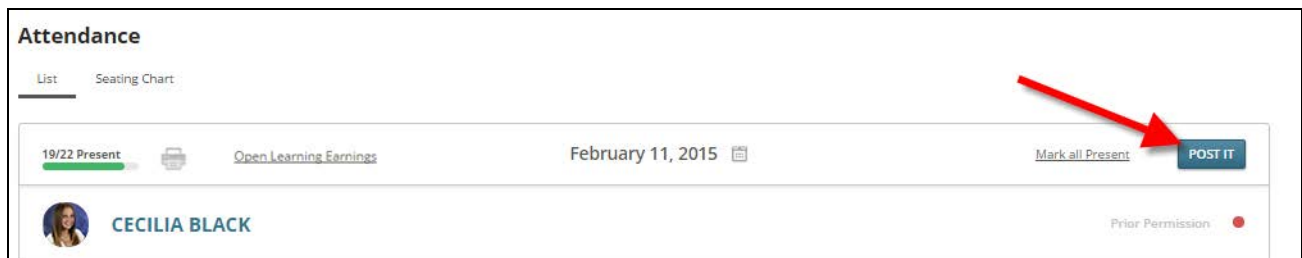 Attendance
List Seating Chart
19/22 Present Open Learning Earnings February 11, 2015 Mark all Present POST IT
CECILIA BLACK Prior Permission